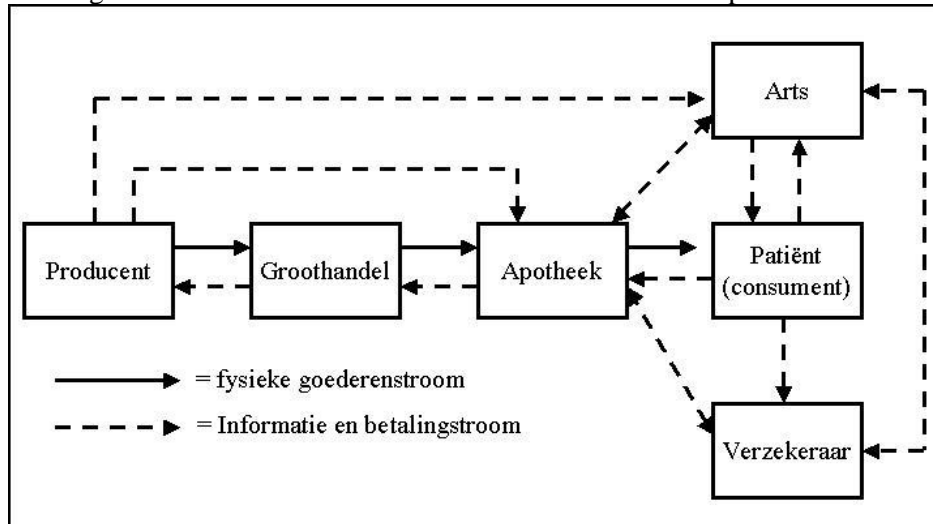 Arts
Producent
Groothandel
Apotheek
Patiënt
(consument)
= fysieke goederenstroom
= Informatie en betalingstroom
Verzekeraar